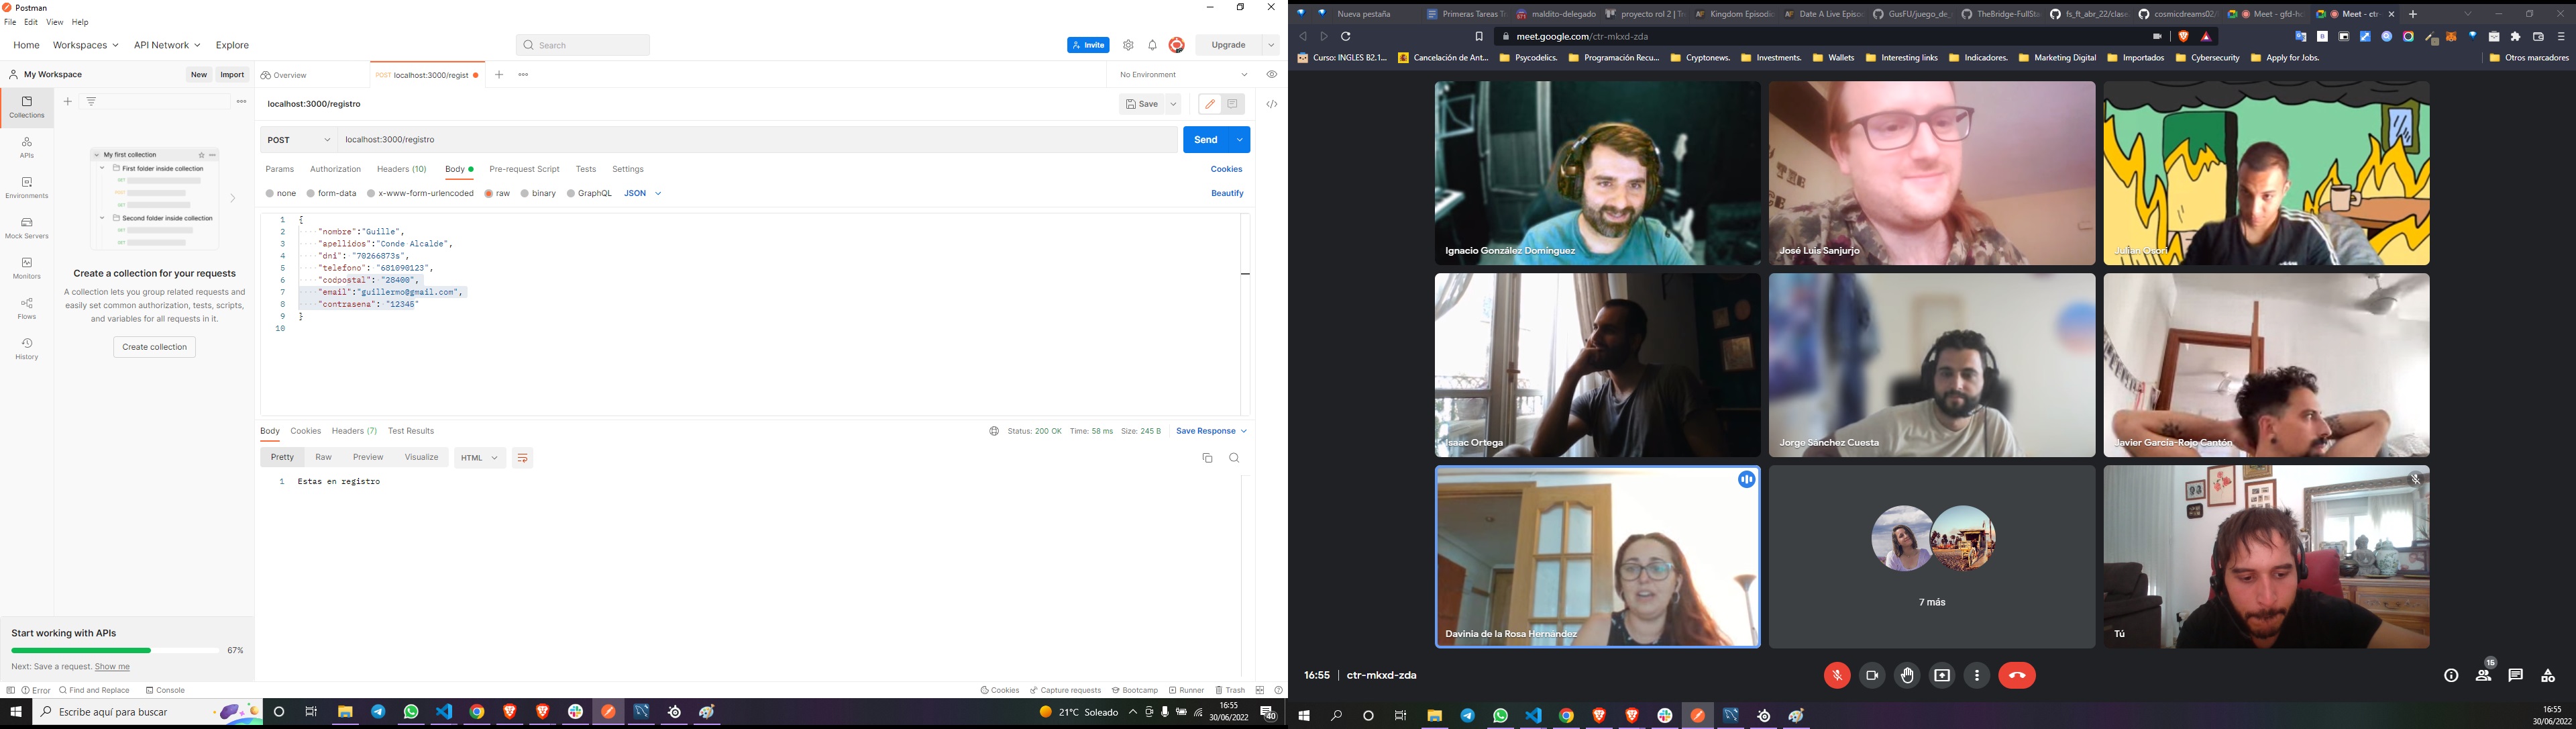 Postman
File Edit View Help
Home Workspaces API Network Explore
Search
Invite
Upgrade
My Workspace
New Import
Overview
POST localhost:3000/regist
No Environment
localhost:3000/registro
Save
POST
localhost:3000/registro
Send
Params Authorization Headers (10) Body Pre-request Script Tests Settings
Cookies
none form-data x-www-form-urlencoded raw binary GraphQL JSON
Beautify
1 {
2 "nombre":"Guille",
3 "apellidos":"Conde Alcalde",
4 "dni": "70266873s",
5 "telefono": "681090123",
6 "codpostal": "28400",
7 "email":"guillermo@gmail.com",
8 "contrasena": "12345"
9 }
10
Collections
APIs
Environments
Mock Servers
Monitors
Flows
History
My first collection
First folder inside collection
Second folder inside collection
Create a collection for your requests
A collection lets you group related requests and
easily set common authorization, tests, scripts,
and variables for all requests in it.
Create collection
Body Cookies Headers (7) Test Results
Status: 200 OK Time: 58 ms Size: 245 B
Save Response
Pretty Raw Preview Visualize HTML
1 Estas en registro
Start working with APIs
67%
Next: Save a request. Show me
Error Find and Replace Console
Cookies Capture requests Bootcamp Runner Trash
Escribe aquí para buscar
21°C Soleado
16:55
30/06/2022
40
Nueva pestaña
Primeras Tareas
maldito-delegado
proyecto rol 2
Kingdom Episodi
Date A Live Episo
GusFU/juego_de_
TheBridge-FullSta
fs_ft_abr_22/clase
cosmicdreams02/
Meet - gfd-h
Meet - ctr
meet.google.com/ctr-mkxd-zda
Curso: INGLES B2.1...
Cancelación de Ant...
Psycodelics.
Programación Recu...
Cryptonews.
Investments.
Wallets
Interesting links
Indicadores.
Marketing Digital
Importados
Cybersecurity
Apply for Jobs.
Otros marcadores
Ignacio González Domínguez
José Luis Sanjurjo
Julian Osori
Isaac Ortega
Jorge Sánchez Cuesta
Javier García-Rojo Cantón
Davinia de la Rosa Hernández
7 más
Tú
16:55 | ctr-mkxd-zda
15
16:55
30/06/2022